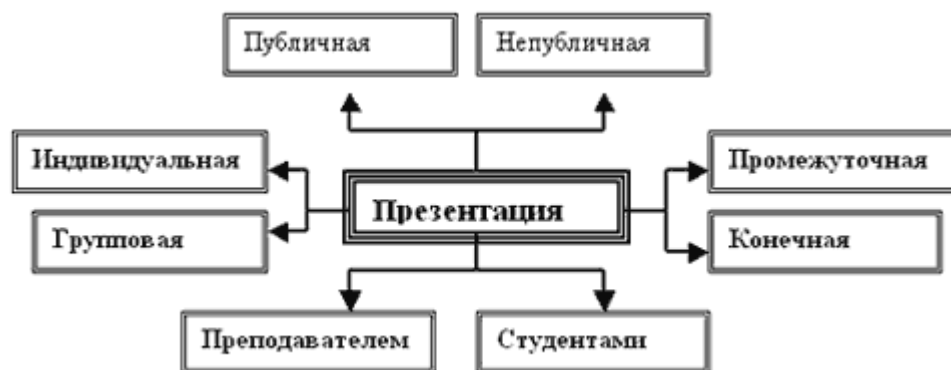 Публичная
Непубличная
Индивидуальная
Промежуточная
Презентация
Групповая
Конечная
Преподавателем
Студентами